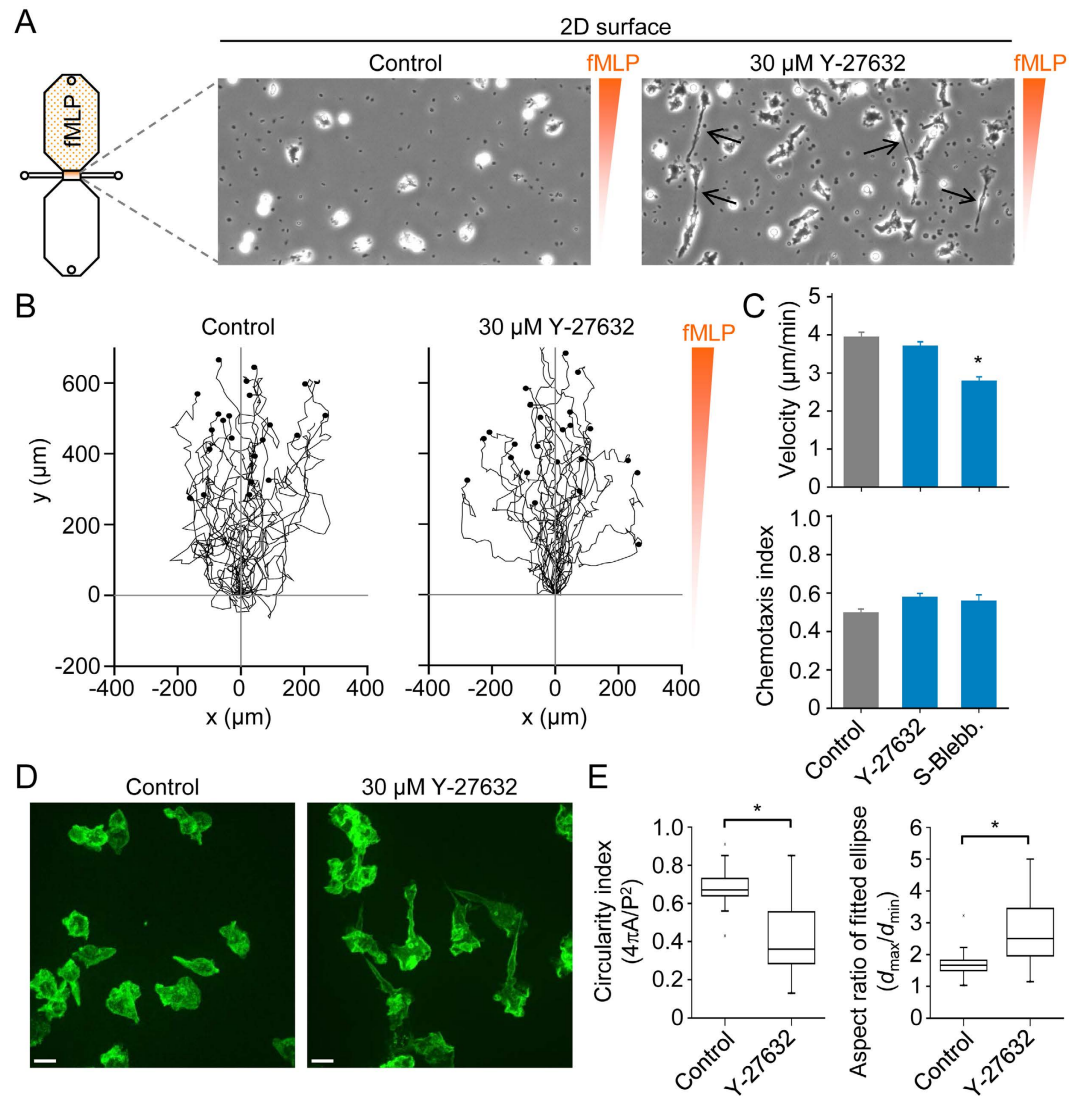 A
2D surface
Control
fMLP
30 µM Y-27632
fMLP
fMLP
B
Control
30 µM Y-27632
fMLP
y (µm)
600
400
200
0
-200
-400
-200
0
200
400
x (µm)
-400
-200
0
200
400
x (µm)
C
Velocity (µm/min)
5
4
3
2
1
0
*
Chemotaxis index
1.0
0.8
0.6
0.4
0.2
0
Control
Y-27632
S-Blebb.
D
Control
30 µM Y-27632
E
Circularity index
(4πA/P²)
1.0
0.8
0.6
0.4
0.2
0
*
Control
Y-27632
Aspect ratio of fitted ellipse
(dmax/dmin)
6
5
4
3
2
1
0
*
Control
Y-27632